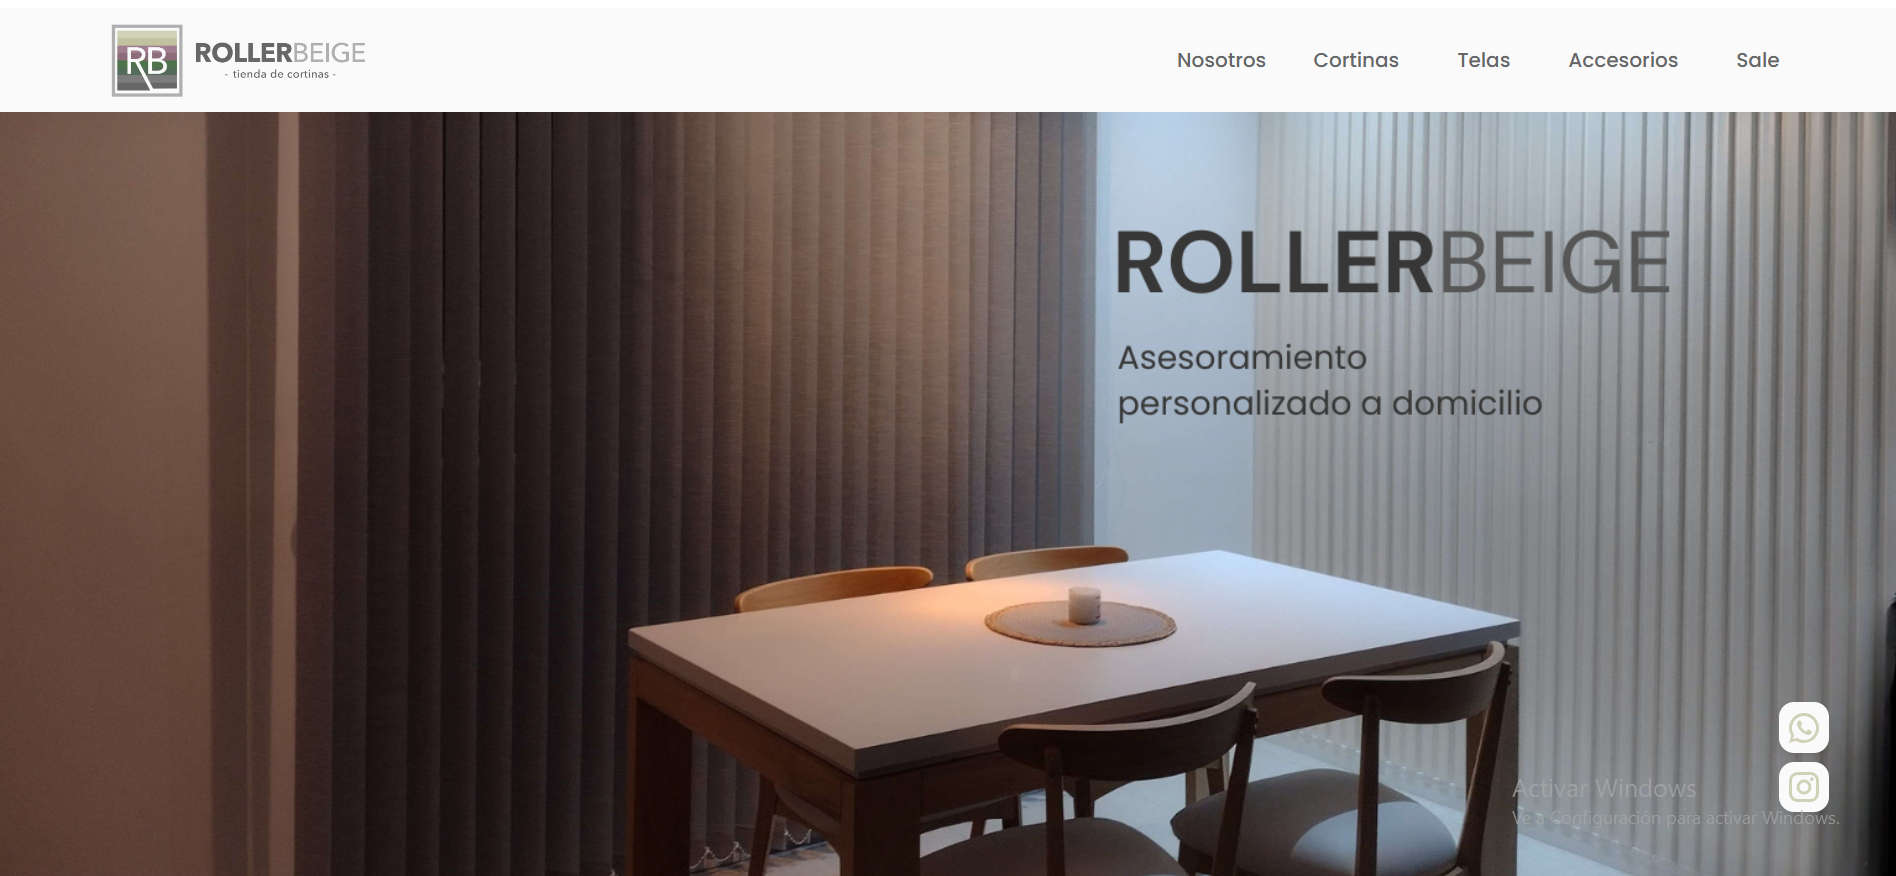 RB
ROLLERBEIGE
- tienda de cortinas -
Nosotros Cortinas Telas Accesorios Sale
ROLLERBEIGE
Asesoramiento
personalizado a domicilio
Activar Windows
Ve a Configuración para activar Windows.